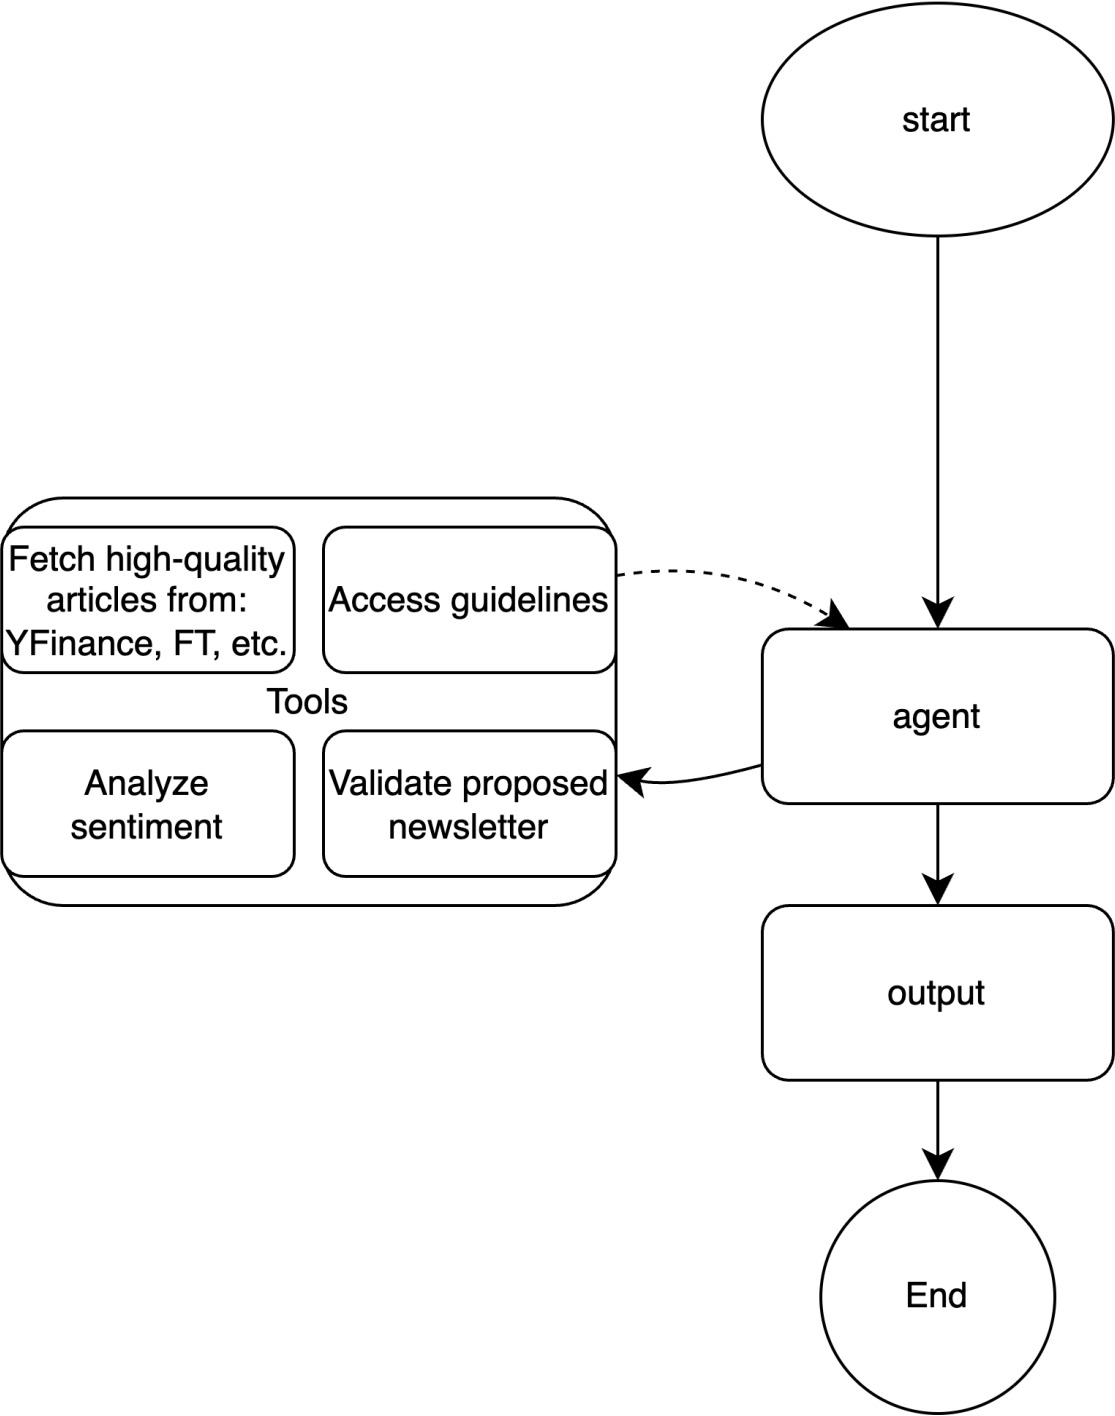 start
Fetch high-quality
articles from:
YFinance, FT, etc.
Access guidelines
Tools
Analyze
sentiment
Validate proposed
newsletter
agent
output
End